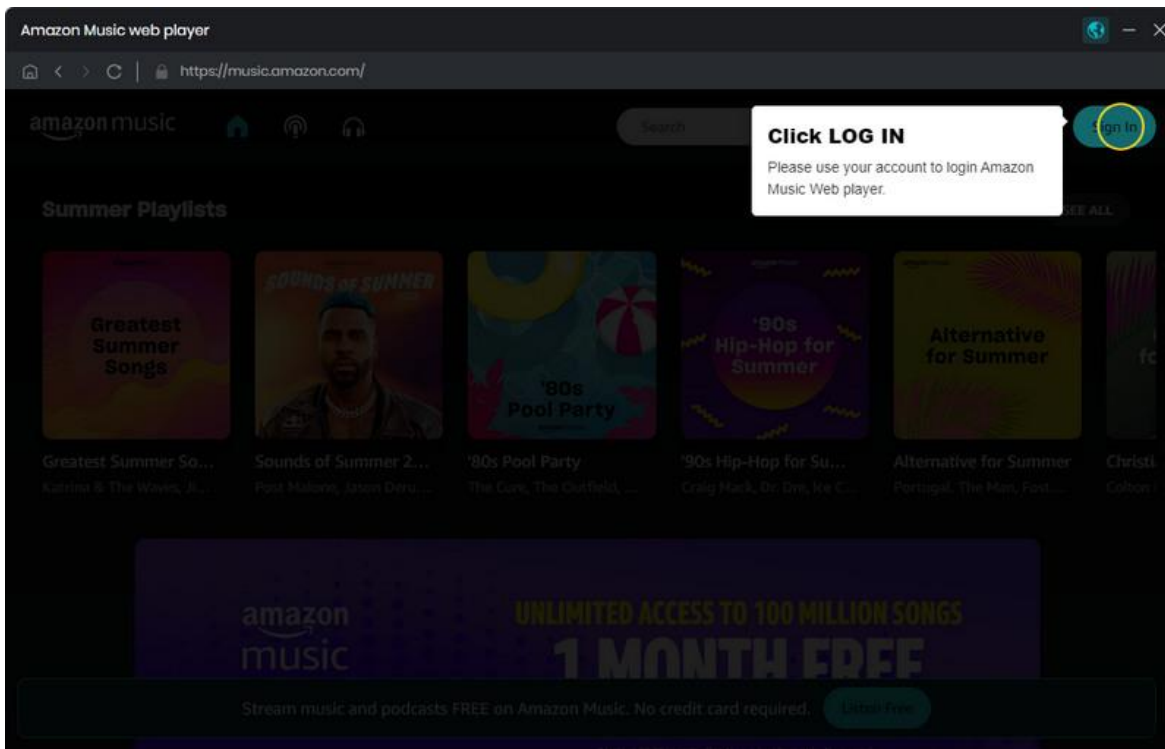 Amazon Music web player
https://music.amazon.com/
amazon music
Search
Sign In
Click LOG IN
Please use your account to login Amazon
Music Web player.
Summer Playlists
SEE ALL
Greatest
Summer
Songs
SOUNDS OF SUMMER
'80s
Pool Party
'90s
Hip-Hop for
Summer
Alternative
for Summer
Greatest Summer So...
Sounds of Summer 2...
'80s Pool Party
'90s Hip-Hop for Su...
Alternative for Summer
Christi
Katrina & The Waves, Ji...
Post Malone, Jason Deru...
The Cure, The Outfield, ...
Craig Mack, Dr. Dre, Ice C...
Portugal. The Man, Fost...
Colton
amazon
music
UNLIMITED ACCESS TO 100 MILLION SONGS
1 MONTH FREE
Stream music and podcasts FREE on Amazon Music. No credit card required.
Listen Free